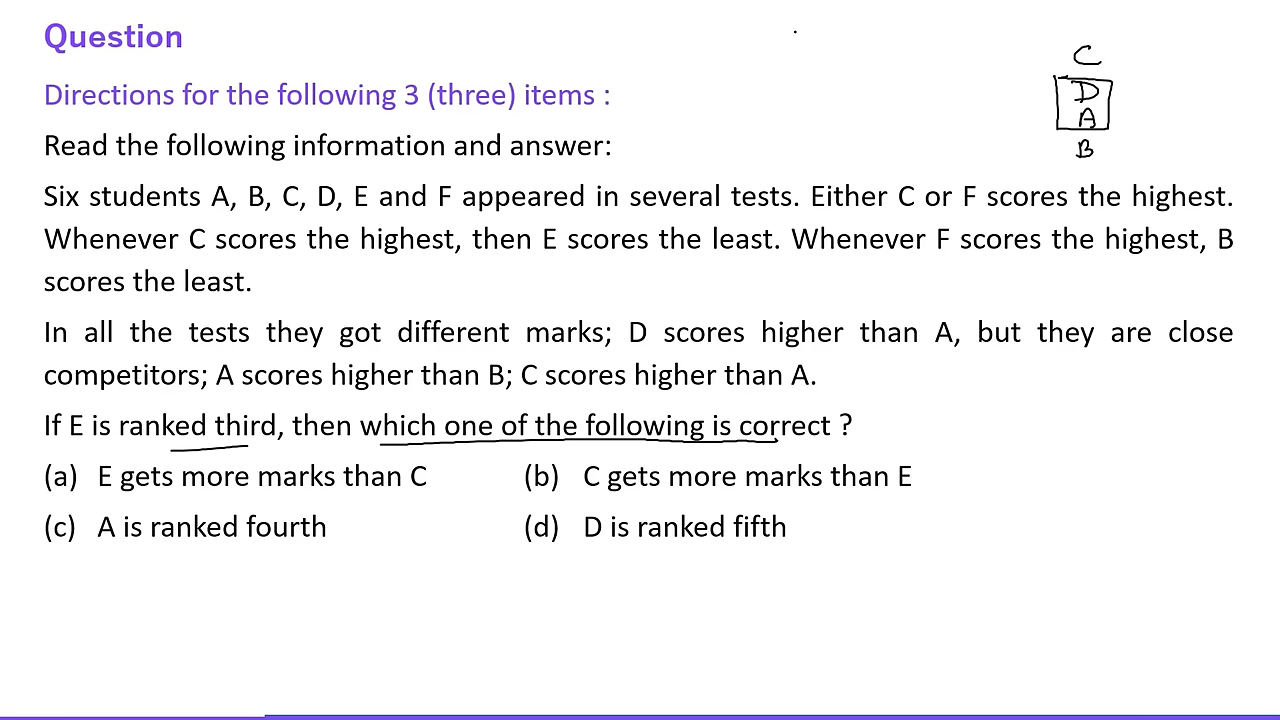 Question
Directions for the following 3 (three) items :
Read the following information and answer:
Six students A, B, C, D, E and F appeared in several tests. Either C or F scores the highest.
Whenever C scores the highest, then E scores the least. Whenever F scores the highest, B
scores the least.
In all the tests they got different marks; D scores higher than A, but they are close
competitors; A scores higher than B; C scores higher than A.
If E is ranked third, then which one of the following is correct ?
(a) E gets more marks than C
(b) C gets more marks than E
(c) A is ranked fourth
(d) D is ranked fifth
C
D
A
B